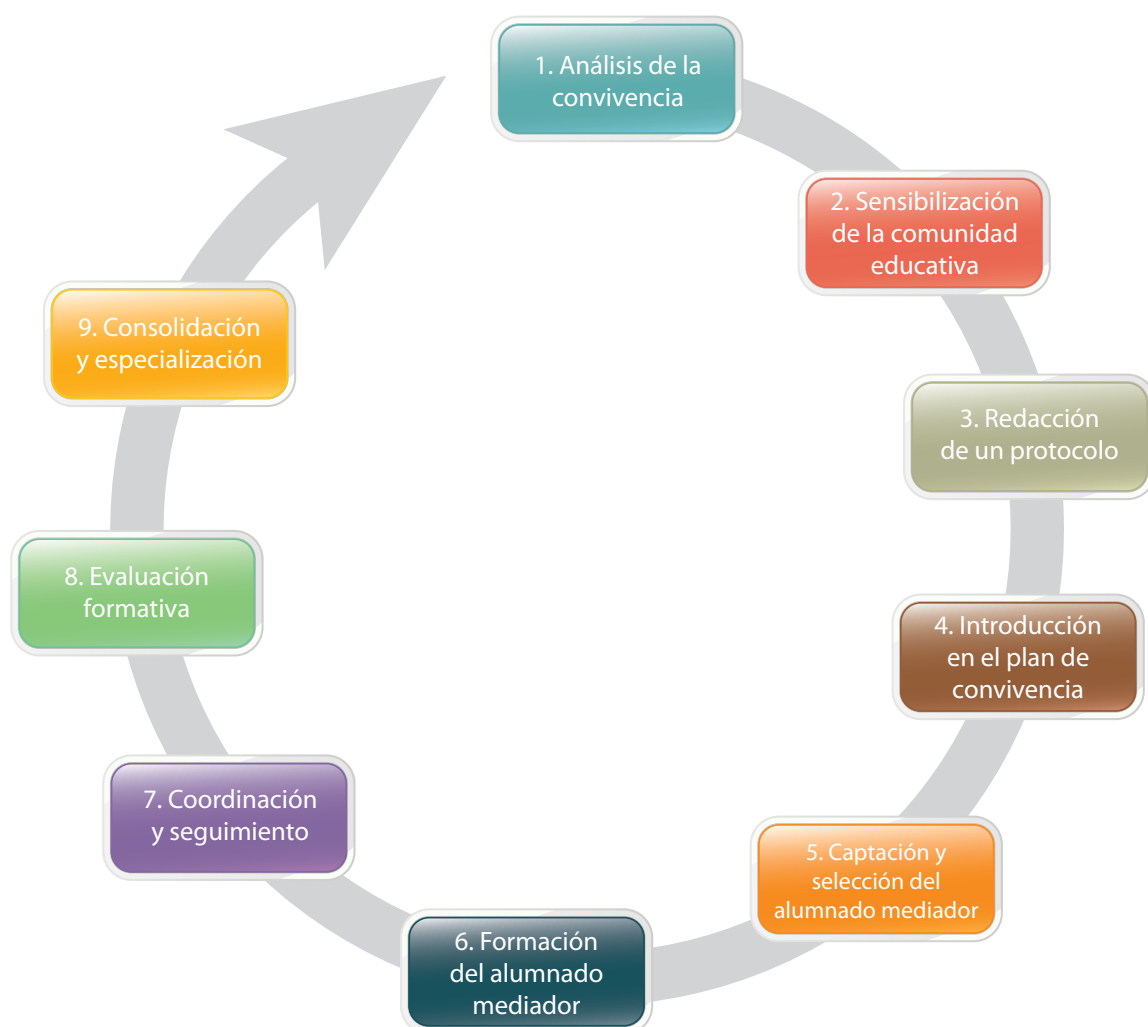 1. Análisis de la
convivencia
2. Sensibilización
de la comunidad
educativa
3. Redacción
de un protocolo
4. Introducción
en el plan de
convivencia
5. Captación y
selección del
alumnado mediador
6. Formación
del alumnado
mediador
7. Coordinación
y seguimiento
8. Evaluación
formativa
9. Consolidación
y especialización